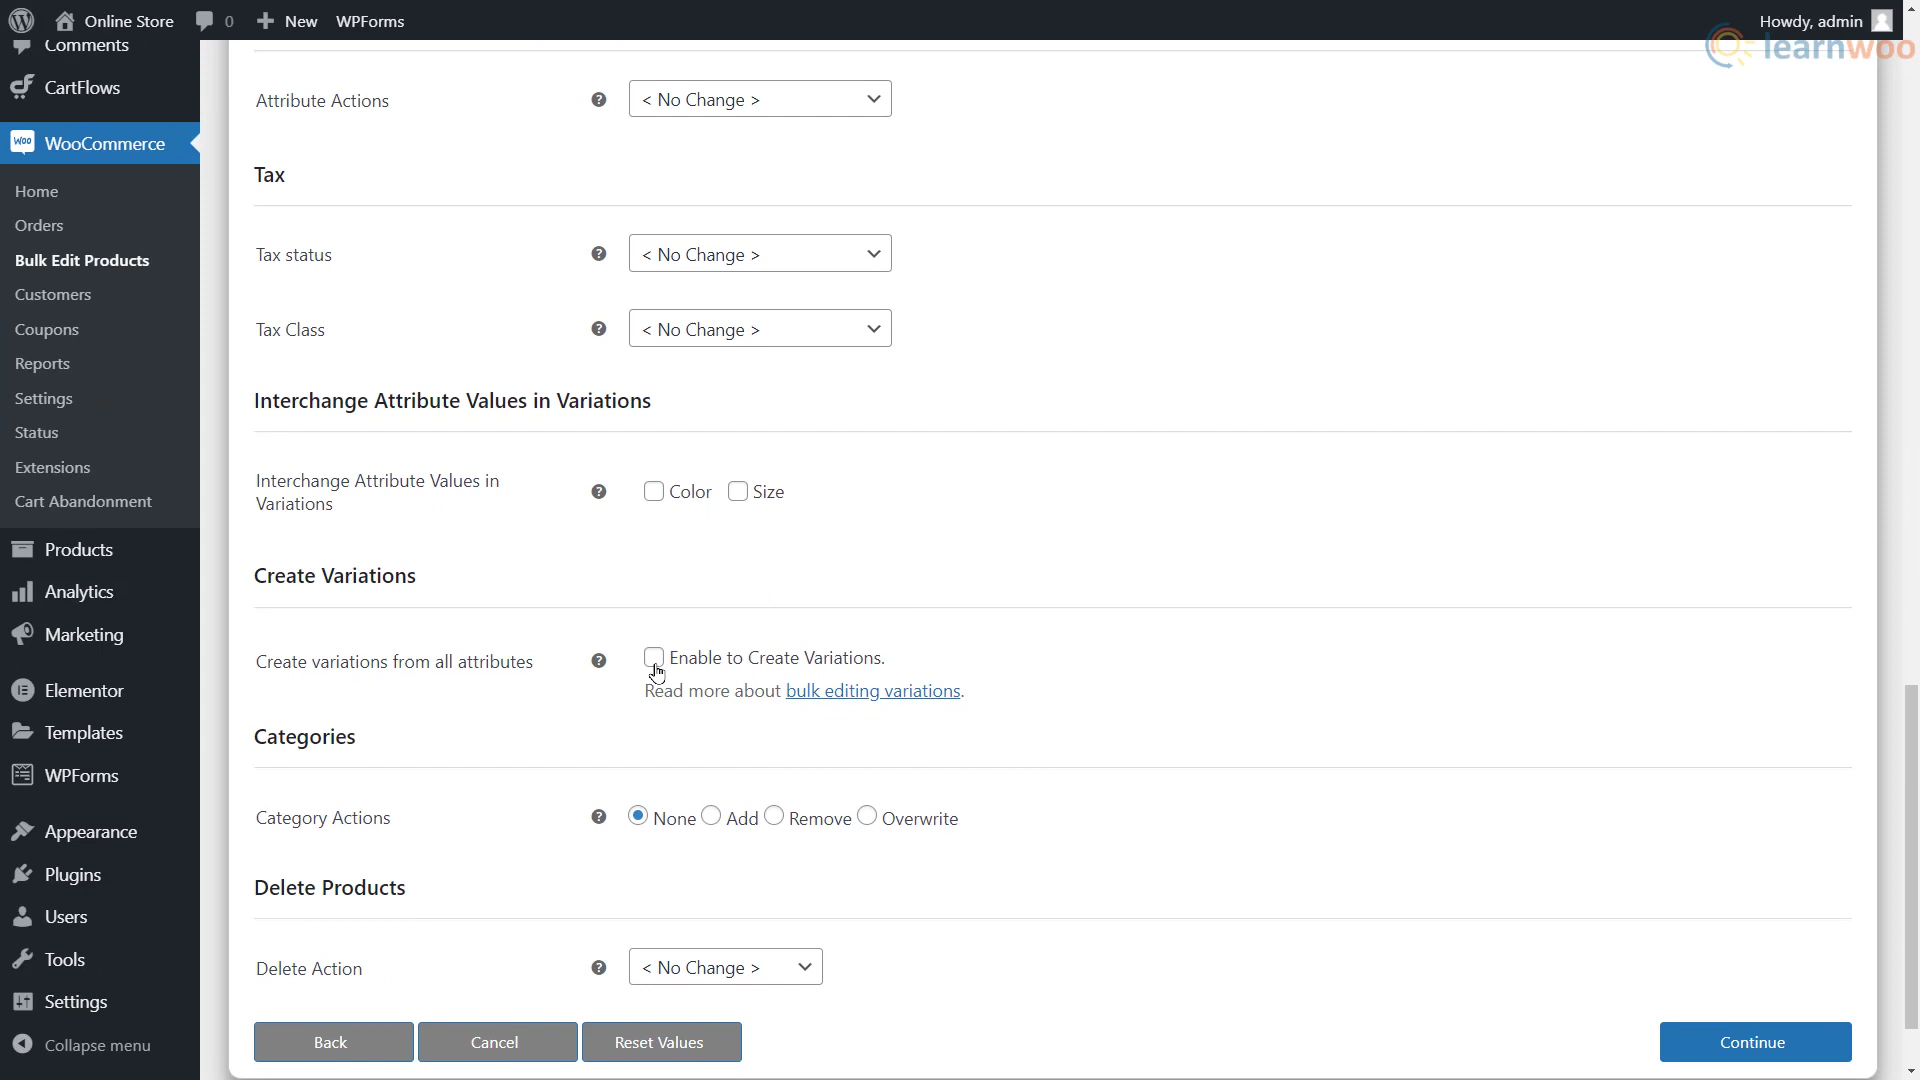 Online Store
0
New
WPForms
Howdy, admin
learnwoo
Comments
CartFlows
Woo
WooCommerce
Home
Orders
Bulk Edit Products
Customers
Coupons
Reports
Settings
Status
Extensions
Cart Abandonment
Products
Analytics
Marketing
Elementor
Templates
WPForms
Appearance
Plugins
Users
Tools
Settings
Collapse menu
Attribute Actions
? < No Change >
Tax
Tax status
? < No Change >
Tax Class
? < No Change >
Interchange Attribute Values in Variations
Interchange Attribute Values in
Variations
? Color Size
Create Variations
Create variations from all attributes
? Enable to Create Variations.
Read more about bulk editing variations.
Categories
Category Actions
? None Add Remove Overwrite
Delete Products
Delete Action
? < No Change >
Back
Cancel
Reset Values
Continue